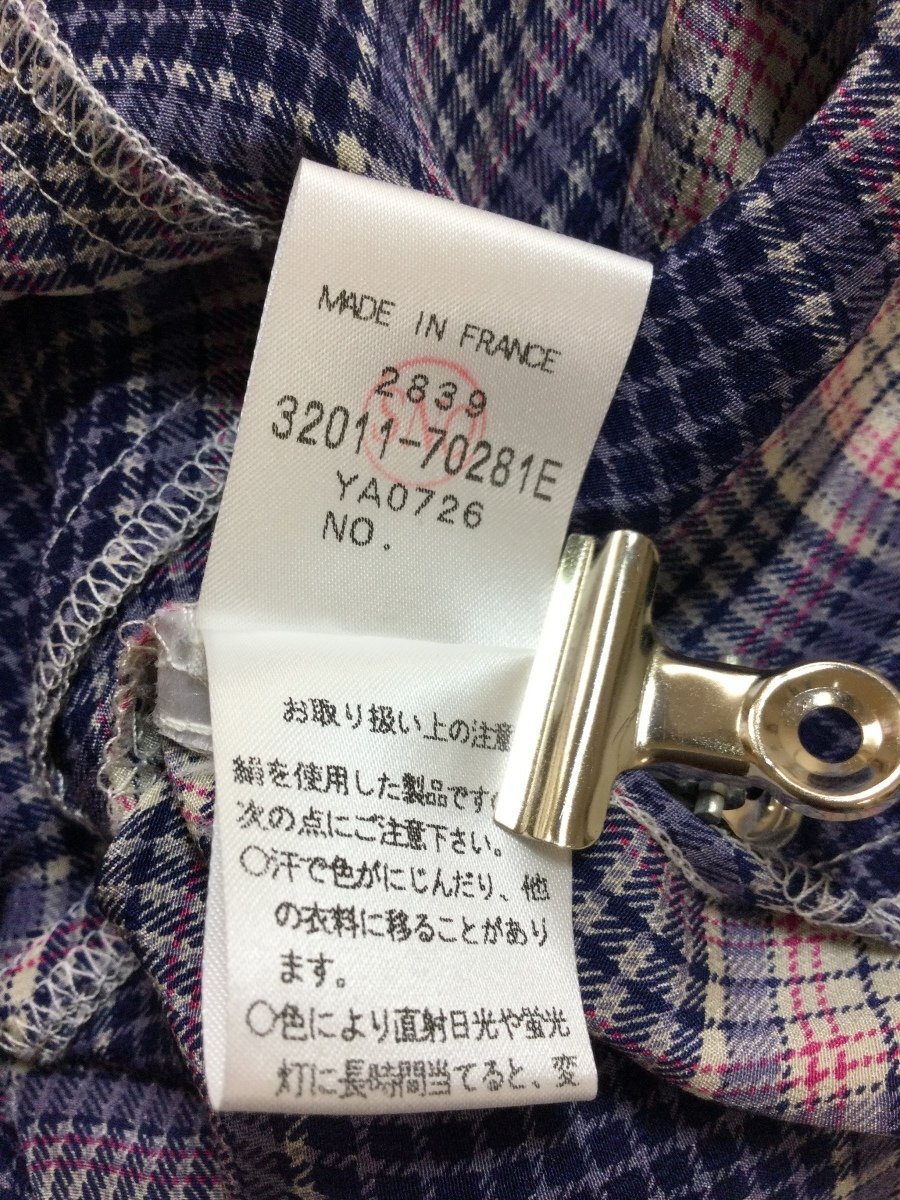 MADE IN FRANCE
2839
SNC
32011-70281E
YA0726
NO.
お取り扱い上の注意
絹を使用した製品です
次の点にご注意下さい。
○汗で色がにじんだり、他
の衣料に移ることがあり
ます。
○色により直射日光や蛍光
灯に長時間当てると、変